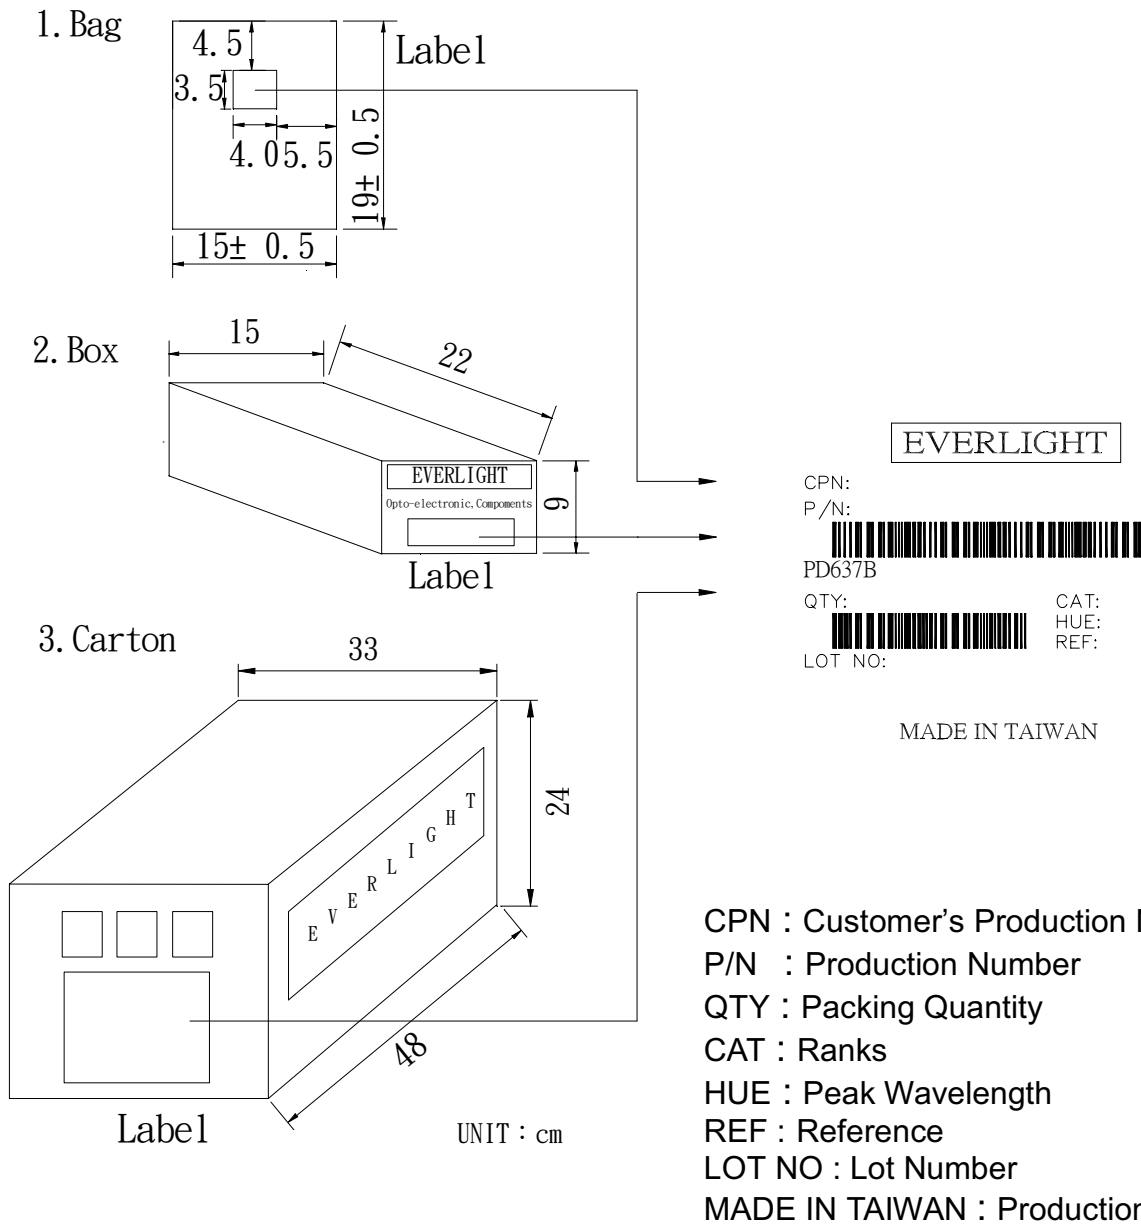 1. Bag
4.5
Label
3.5
4.0
5.5
19± 0.5
15± 0.5
2. Box
15
22
EVERLIGHT
Opto-electronic, Compoments
9
Label
3. Carton
33
24
EVERLIGHT
48
Label
UNIT：cm
EVERLIGHT
CPN:
P/N:
PD637B
QTY:
CAT:
HUE:
REF:
LOT NO:
MADE IN TAIWAN
CPN：Customer's Production
P/N ：Production Number
QTY：Packing Quantity
CAT：Ranks
HUE：Peak Wavelength
REF : Reference
LOT NO : Lot Number
MADE IN TAIWAN：Production